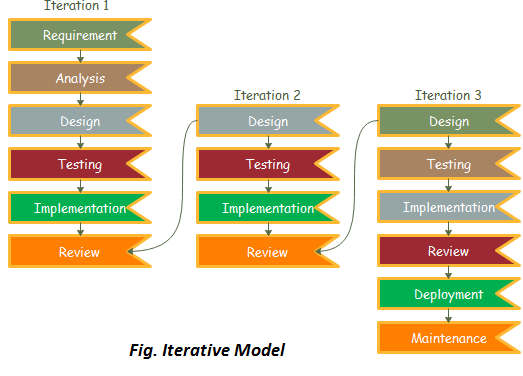 Iteration 1
Requirement
Analysis
Design
Testing
Implementation
Review
Iteration 2
Design
Testing
Implementation
Review
Iteration 3
Design
Testing
Implementation
Review
Deployment
Maintenance
Fig. Iterative Model